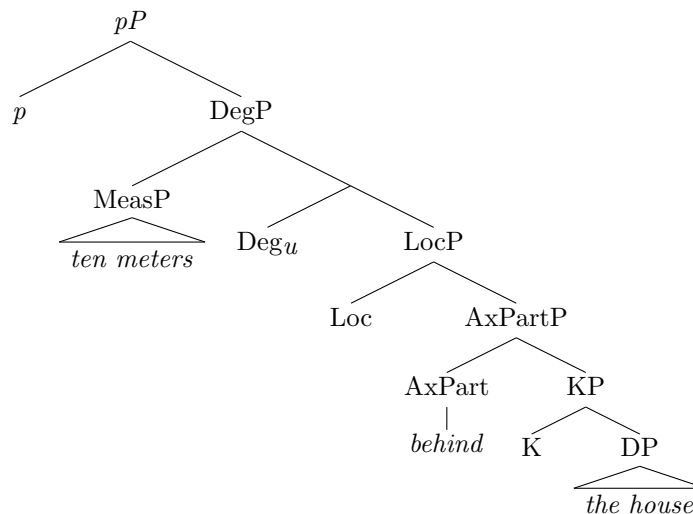 pP
p DegP
MeasP
ten meters
Degu LocP
Loc AxPartP
AxPart KP
behind
K DP
the house